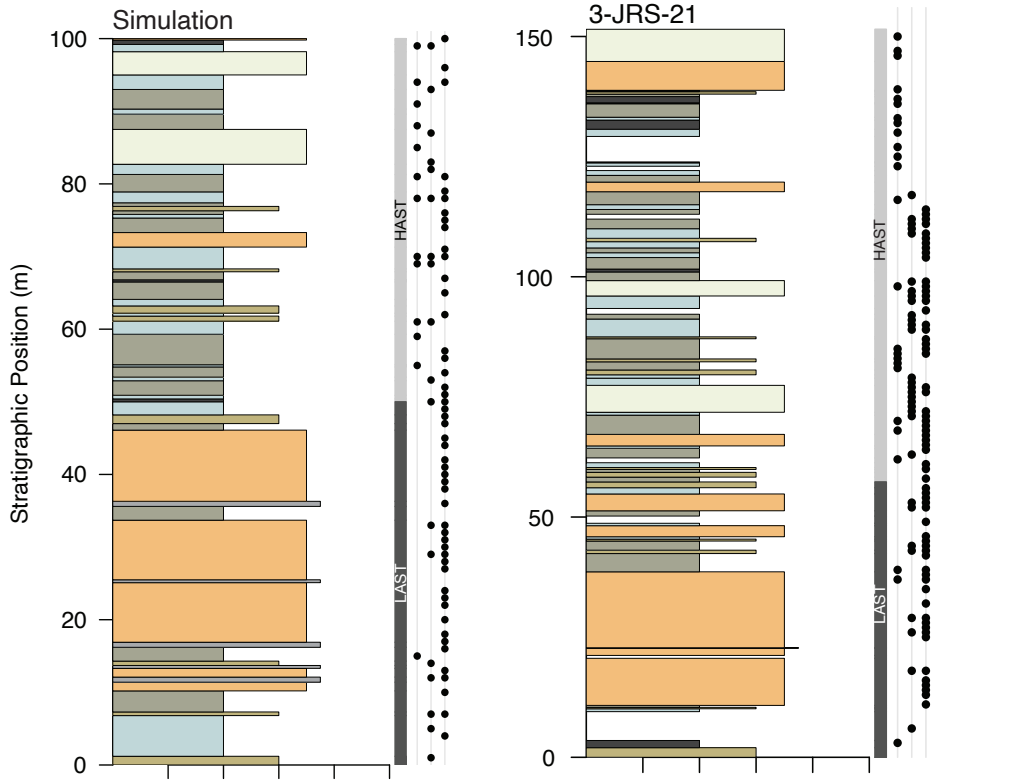 Simulation
100
80
60
40
20
0
Stratigraphic Position (m)
HAST
LAST
3-JRS-21
150
100
50
0
HAST
LAST